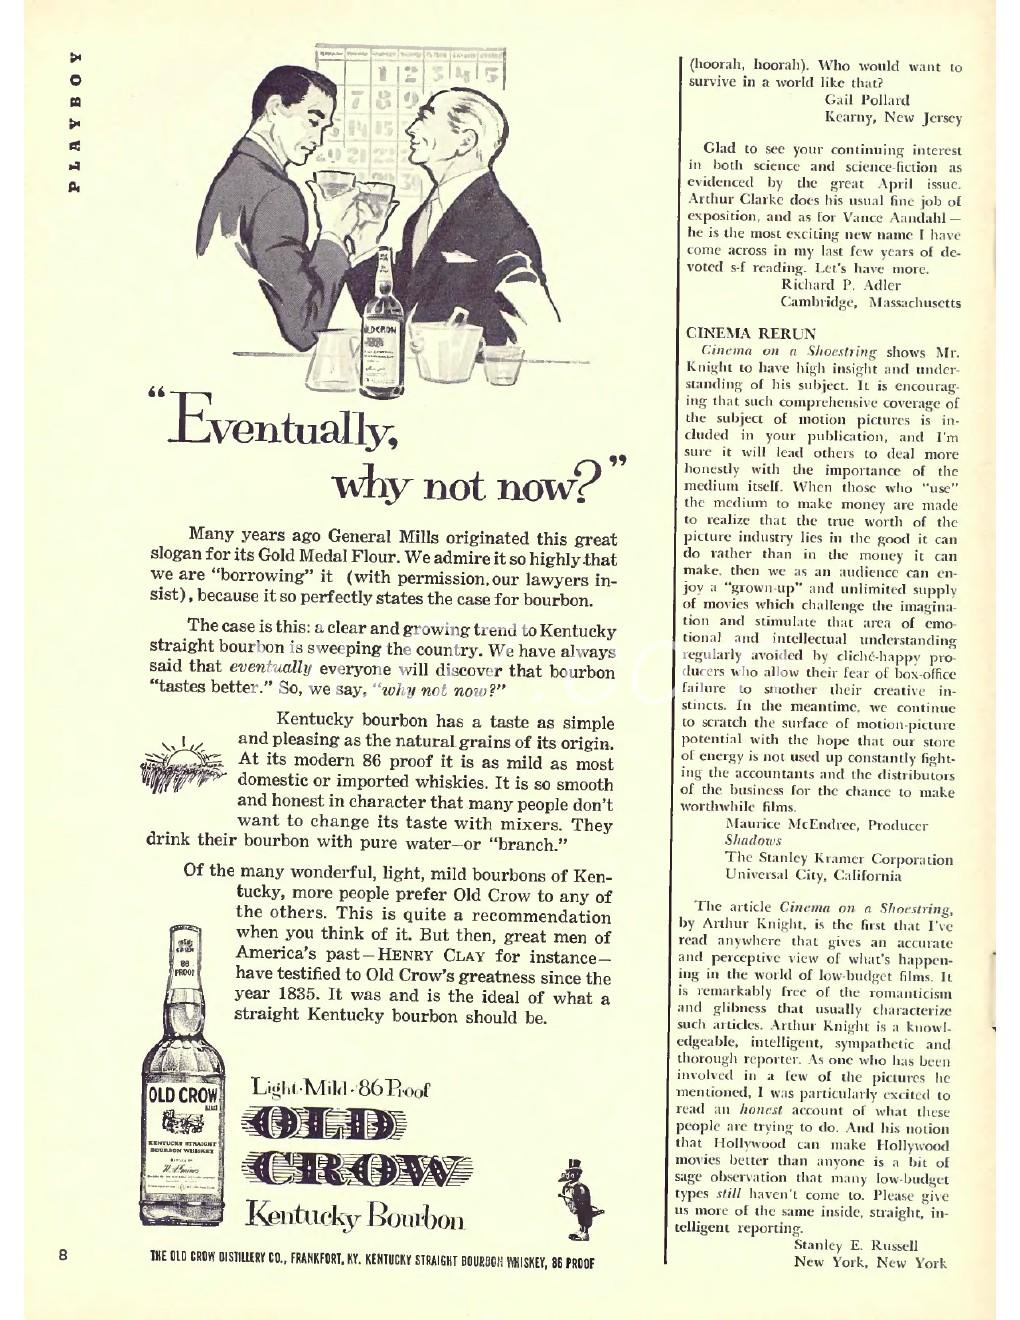 PLAYBOY
1 2 3 4 5
7 8 9
14 15
21 22
OLD CROW
"Eventually,
why not now?"
Many years ago General Mills originated this great
slogan for its Gold Medal Flour. We admire it so highly that
we are "borrowing" it (with permission, our lawyers in-
sist), because it so perfectly states the case for bourbon.
The case is this: a clear and growing trend to Kentucky
straight bourbon is sweeping the country. We have always
said that eventually everyone will discover that bourbon
"tastes better." So, we say, "why not now?"
Kentucky bourbon has a taste as simple
and pleasing as the natural grains of its origin.
At its modern 86 proof it is as mild as most
domestic or imported whiskies. It is so smooth
and honest in character that many people don't
want to change its taste with mixers. They
drink their bourbon with pure water—or "branch."
Of the many wonderful, light, mild bourbons of Ken-
tucky, more people prefer Old Crow to any of
the others. This is quite a recommendation
when you think of it. But then, great men of
America's past—HENRY CLAY for instance—
have testified to Old Crow's greatness since the
year 1835. It was and is the ideal of what a
straight Kentucky bourbon should be.
86
PROOF
OLD CROW
KENTUCKY STRAIGHT
BOURBON WHISKEY
Light·Mild·86 Proof
OLD
CROW
Kentucky Bourbon
THE OLD CROW DISTILLERY CO., FRANKFORT, KY. KENTUCKY STRAIGHT BOURBON WHISKEY, 86 PROOF
8
(hoorah, hoorah). Who would want to
survive in a world like that?
Gail Pollard
Kearny, New Jersey
Glad to see your continuing interest
in both science and science-fiction as
evidenced by the great April issue.
Arthur Clarke does his usual fine job of
exposition, and as for Vance Aandahl—
he is the most exciting new name I have
come across in my last few years of de-
voted s-f reading. Let's have more.
Richard P. Adler
Cambridge, Massachusetts
CINEMA RERUN
Cinema on a Shoestring shows Mr.
Knight to have high insight and under-
standing of his subject. It is encourag-
ing that such comprehensive coverage of
the subject of motion pictures is in-
cluded in your publication, and I'm
sure it will lead others to deal more
honestly with the importance of the
medium itself. When those who "use"
the medium to make money are made
to realize that the true worth of the
picture industry lies in the good it can
do rather than in the money it can
make, then we as an audience can en-
joy a "grown-up" and unlimited supply
of movies which challenge the imagina-
tion and stimulate that area of emo-
tional and intellectual understanding
regularly avoided by cliché-happy pro-
ducers who allow their fear of box-office
failure to smother their creative in-
stincts. In the meantime, we continue
to scratch the surface of motion-picture
potential with the hope that our store
of energy is not used up constantly fight-
ing the accountants and the distributors
of the business for the chance to make
worthwhile films.
Maurice McEndree, Producer
Shadows
The Stanley Kramer Corporation
Universal City, California
The article Cinema on a Shoestring,
by Arthur Knight, is the first that I've
read anywhere that gives an accurate
and perceptive view of what's happen-
ing in the world of low-budget films. It
is remarkably free of the romanticism
and glibness that usually characterize
such articles. Arthur Knight is a knowl-
edgeable, intelligent, sympathetic and
thorough reporter. As one who has been
involved in a few of the pictures he
mentioned, I was particularly excited to
read an honest account of what these
people are trying to do. And his notion
that Hollywood can make Hollywood
movies better than anyone is a bit of
sage observation that many low-budget
types still haven't come to. Please give
us more of the same inside, straight, in-
telligent reporting.
Stanley E. Russell
New York, New York